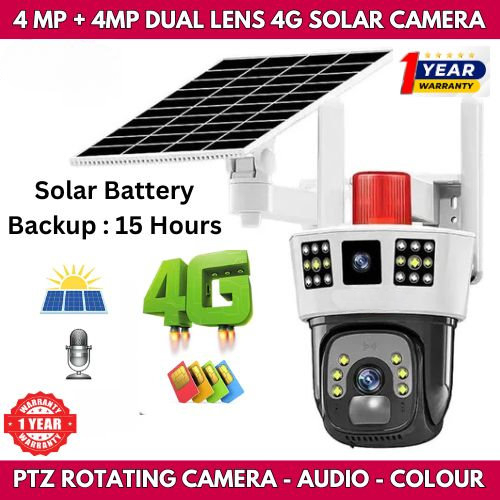 4 MP + 4MP DUAL LENS 4G SOLAR CAMERA
1 YEAR
WARRANTY
Solar Battery
Backup : 15 Hours
4G
WARRANTY
1 YEAR
WARRANTY
PTZ ROTATING CAMERA - AUDIO - COLOUR